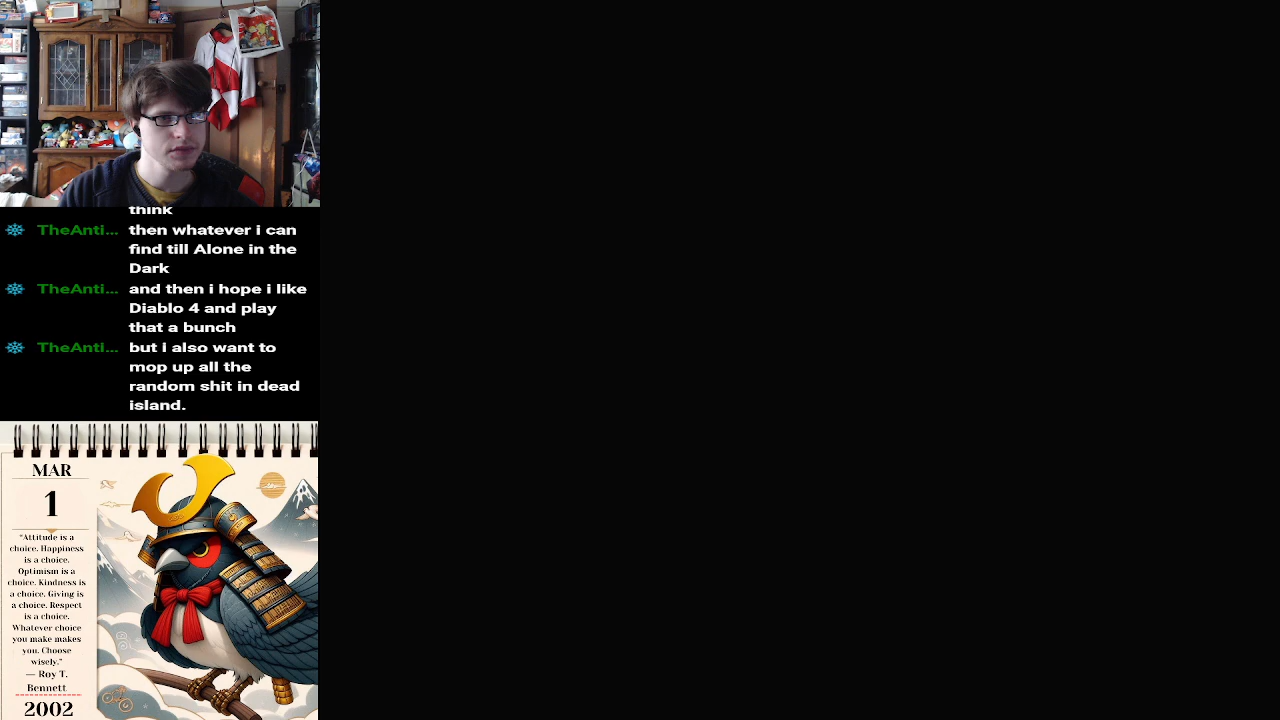 think
TheAnti... then whatever i can
find till Alone in the
Dark
TheAnti... and then i hope i like
Diablo 4 and play
that a bunch
TheAnti... but i also want to
mop up all the
random shit in dead
island.
MAR
1
"Attitude is a
choice. Happiness
is a choice.
Optimism is a
choice. Kindness is
a choice. Giving is
a choice. Respect
is a choice.
Whatever choice
you make makes
you. Choose
wisely."
— Roy T.
Bennett
2002